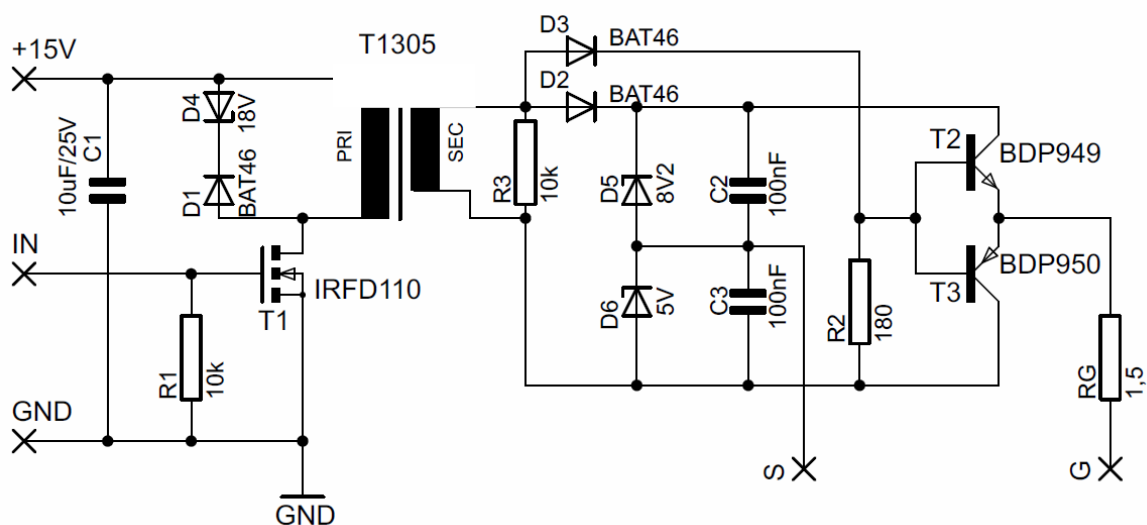 +15V
T1305
D3
BAT46
D2
BAT46
D4
18V
C1
10uF/25V
D1
BAT46
PRI
SEC
R3
10k
D5
8V2
C2
100nF
T2
BDP949
IN
IRFD110
T1
D6
5V
C3
100nF
BDP950
T3
R1
10k
R2
180
RG
1,5
GND
S
G
GND